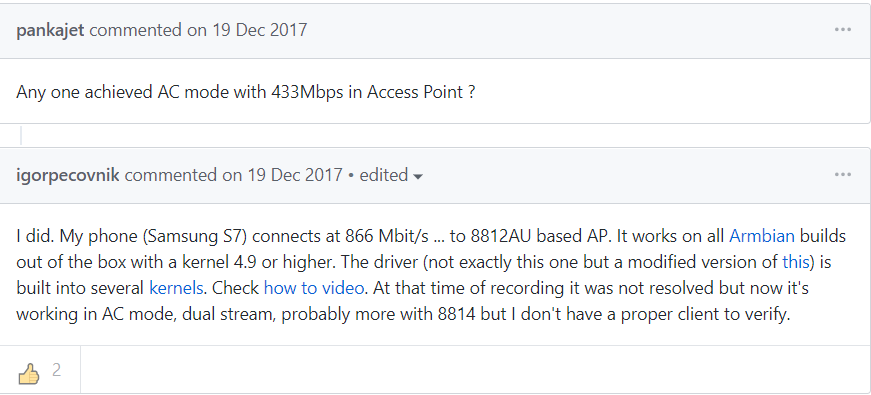 pankajet commented on 19 Dec 2017
Any one achieved AC mode with 433Mbps in Access Point ?
igorpecovnik commented on 19 Dec 2017 • edited
I did. My phone (Samsung S7) connects at 866 Mbit/s ... to 8812AU based AP. It works on all Armbian builds
out of the box with a kernel 4.9 or higher. The driver (not exactly this one but a modified version of this) is
built into several kernels. Check how to video. At that time of recording it was not resolved but now it's
working in AC mode, dual stream, probably more with 8814 but I don't have a proper client to verify.
2